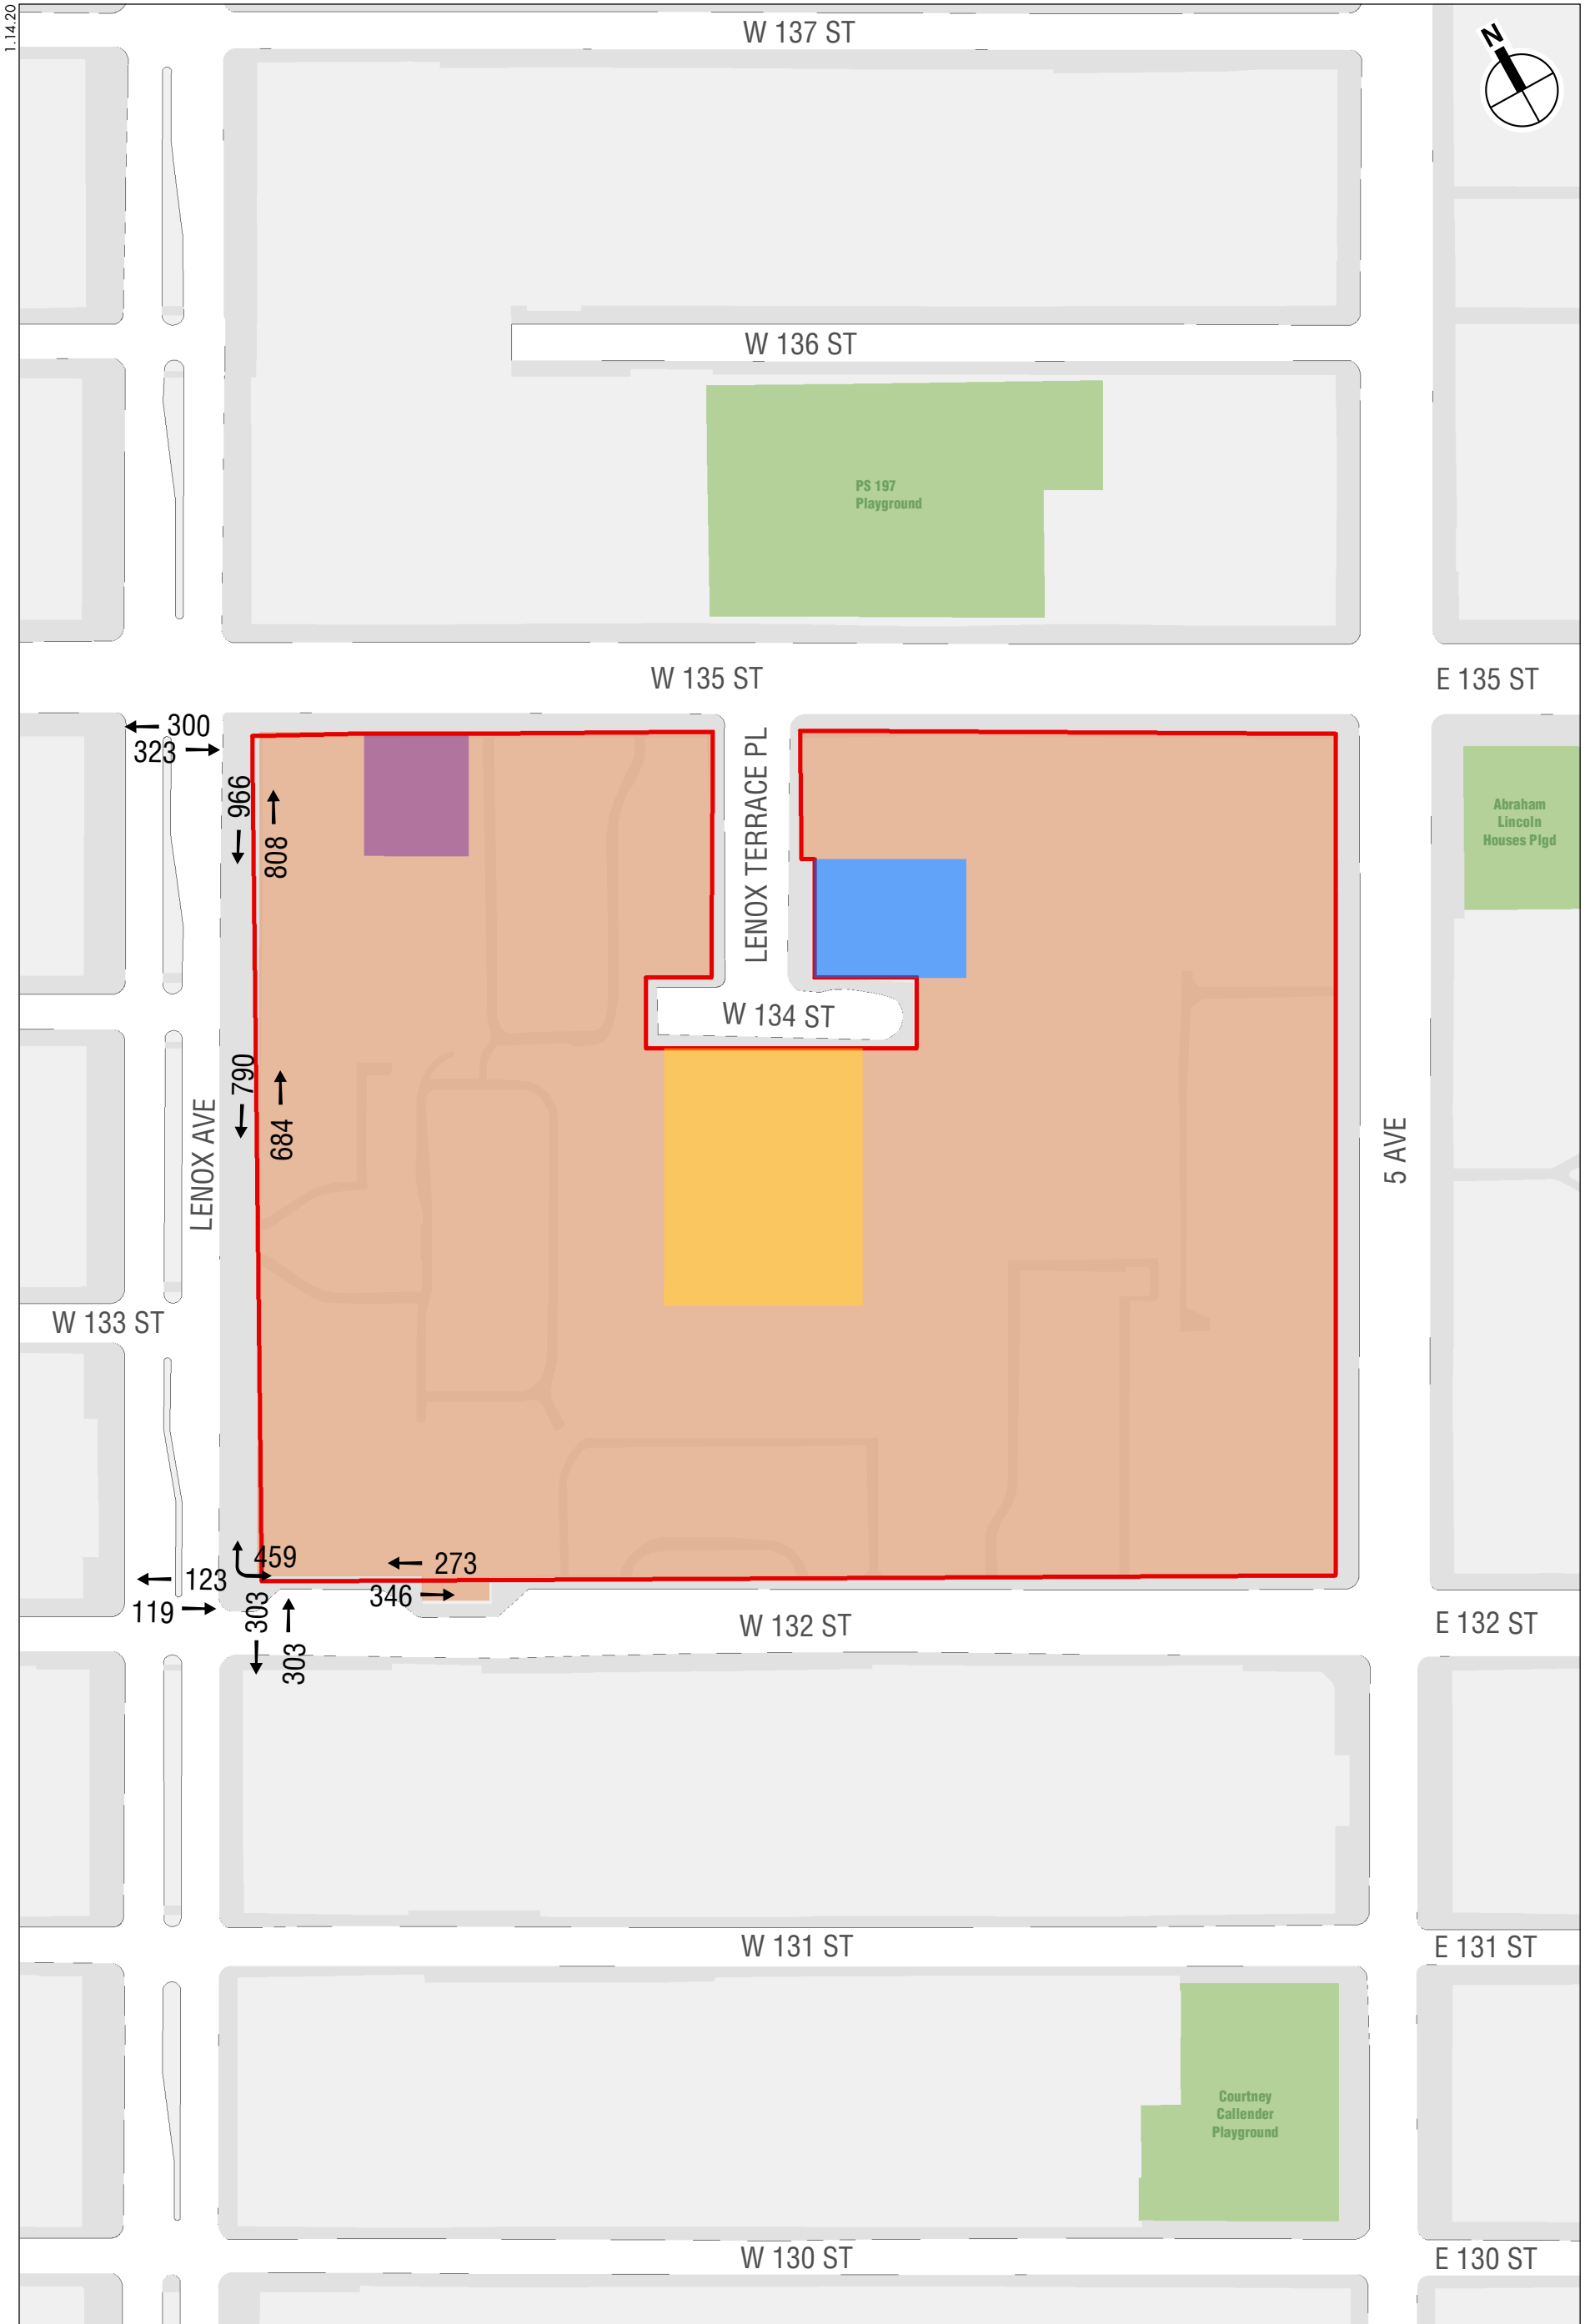 1.14.20
W 137 ST
N
W 136 ST
PS 197
Playground
W 135 ST
E 135 ST
300
323
966
808
LENOX TERRACE PL
Abraham
Lincoln
Houses Plgd
W 134 ST
790
684
LENOX AVE
5 AVE
W 133 ST
459
273
123
346
119
303
303
W 132 ST
E 132 ST
W 131 ST
E 131 ST
Courtney
Callender
Playground
W 130 ST
E 130 ST